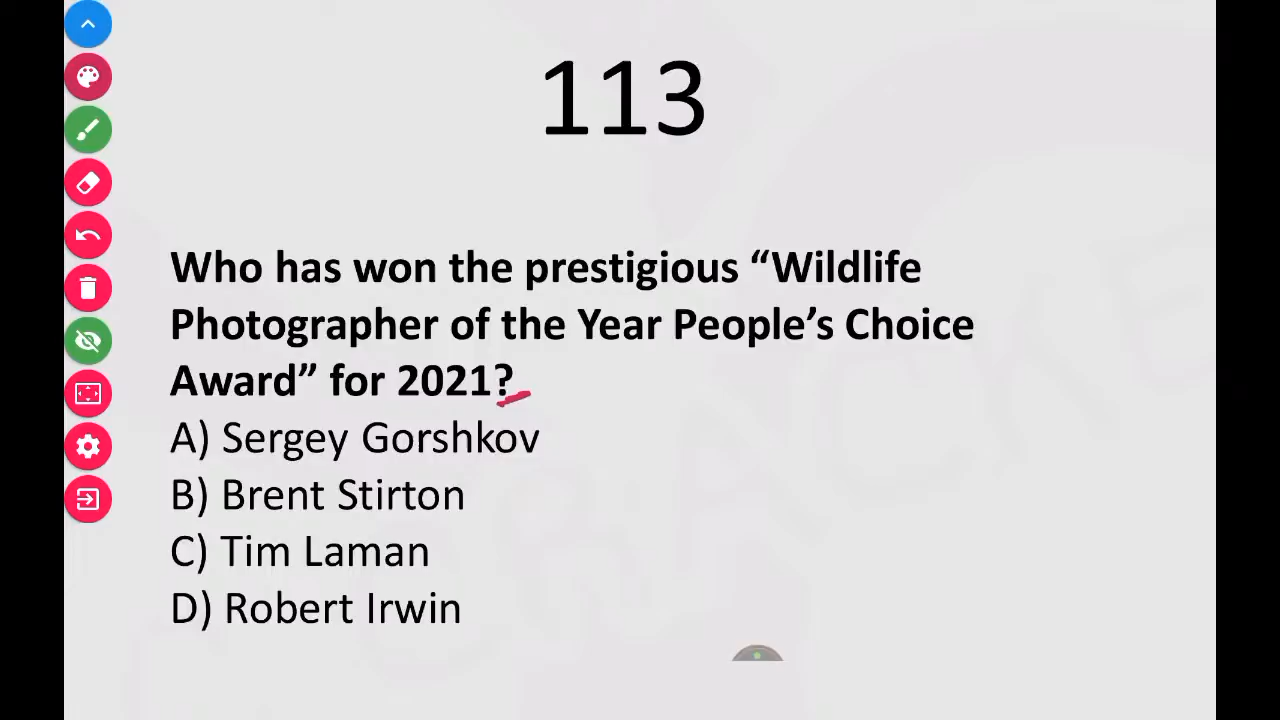 113
Who has won the prestigious “Wildlife
Photographer of the Year People’s Choice
Award” for 2021?
A) Sergey Gorshkov
B) Brent Stirton
C) Tim Laman
D) Robert Irwin